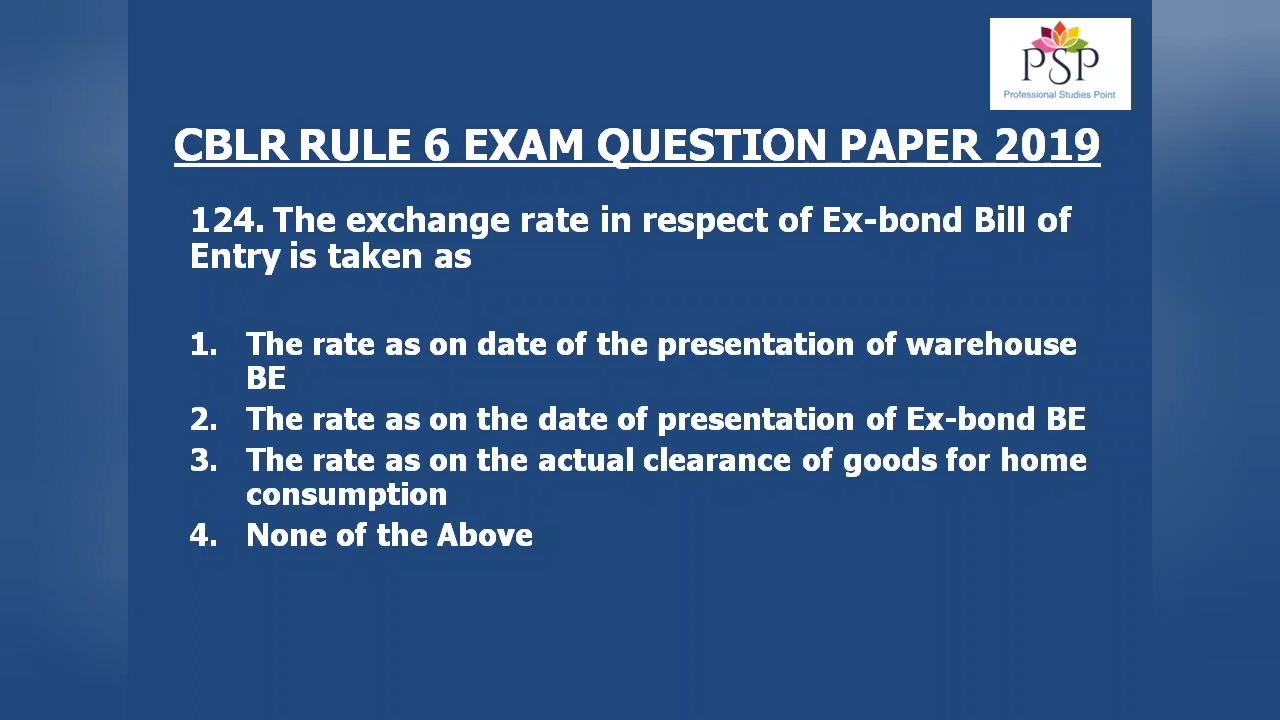 PSP
Professional Studies Point
CBLR RULE 6 EXAM QUESTION PAPER 2019
124. The exchange rate in respect of Ex-bond Bill of
Entry is taken as
1. The rate as on date of the presentation of warehouse
BE
2. The rate as on the date of presentation of Ex-bond BE
3. The rate as on the actual clearance of goods for home
consumption
4. None of the Above